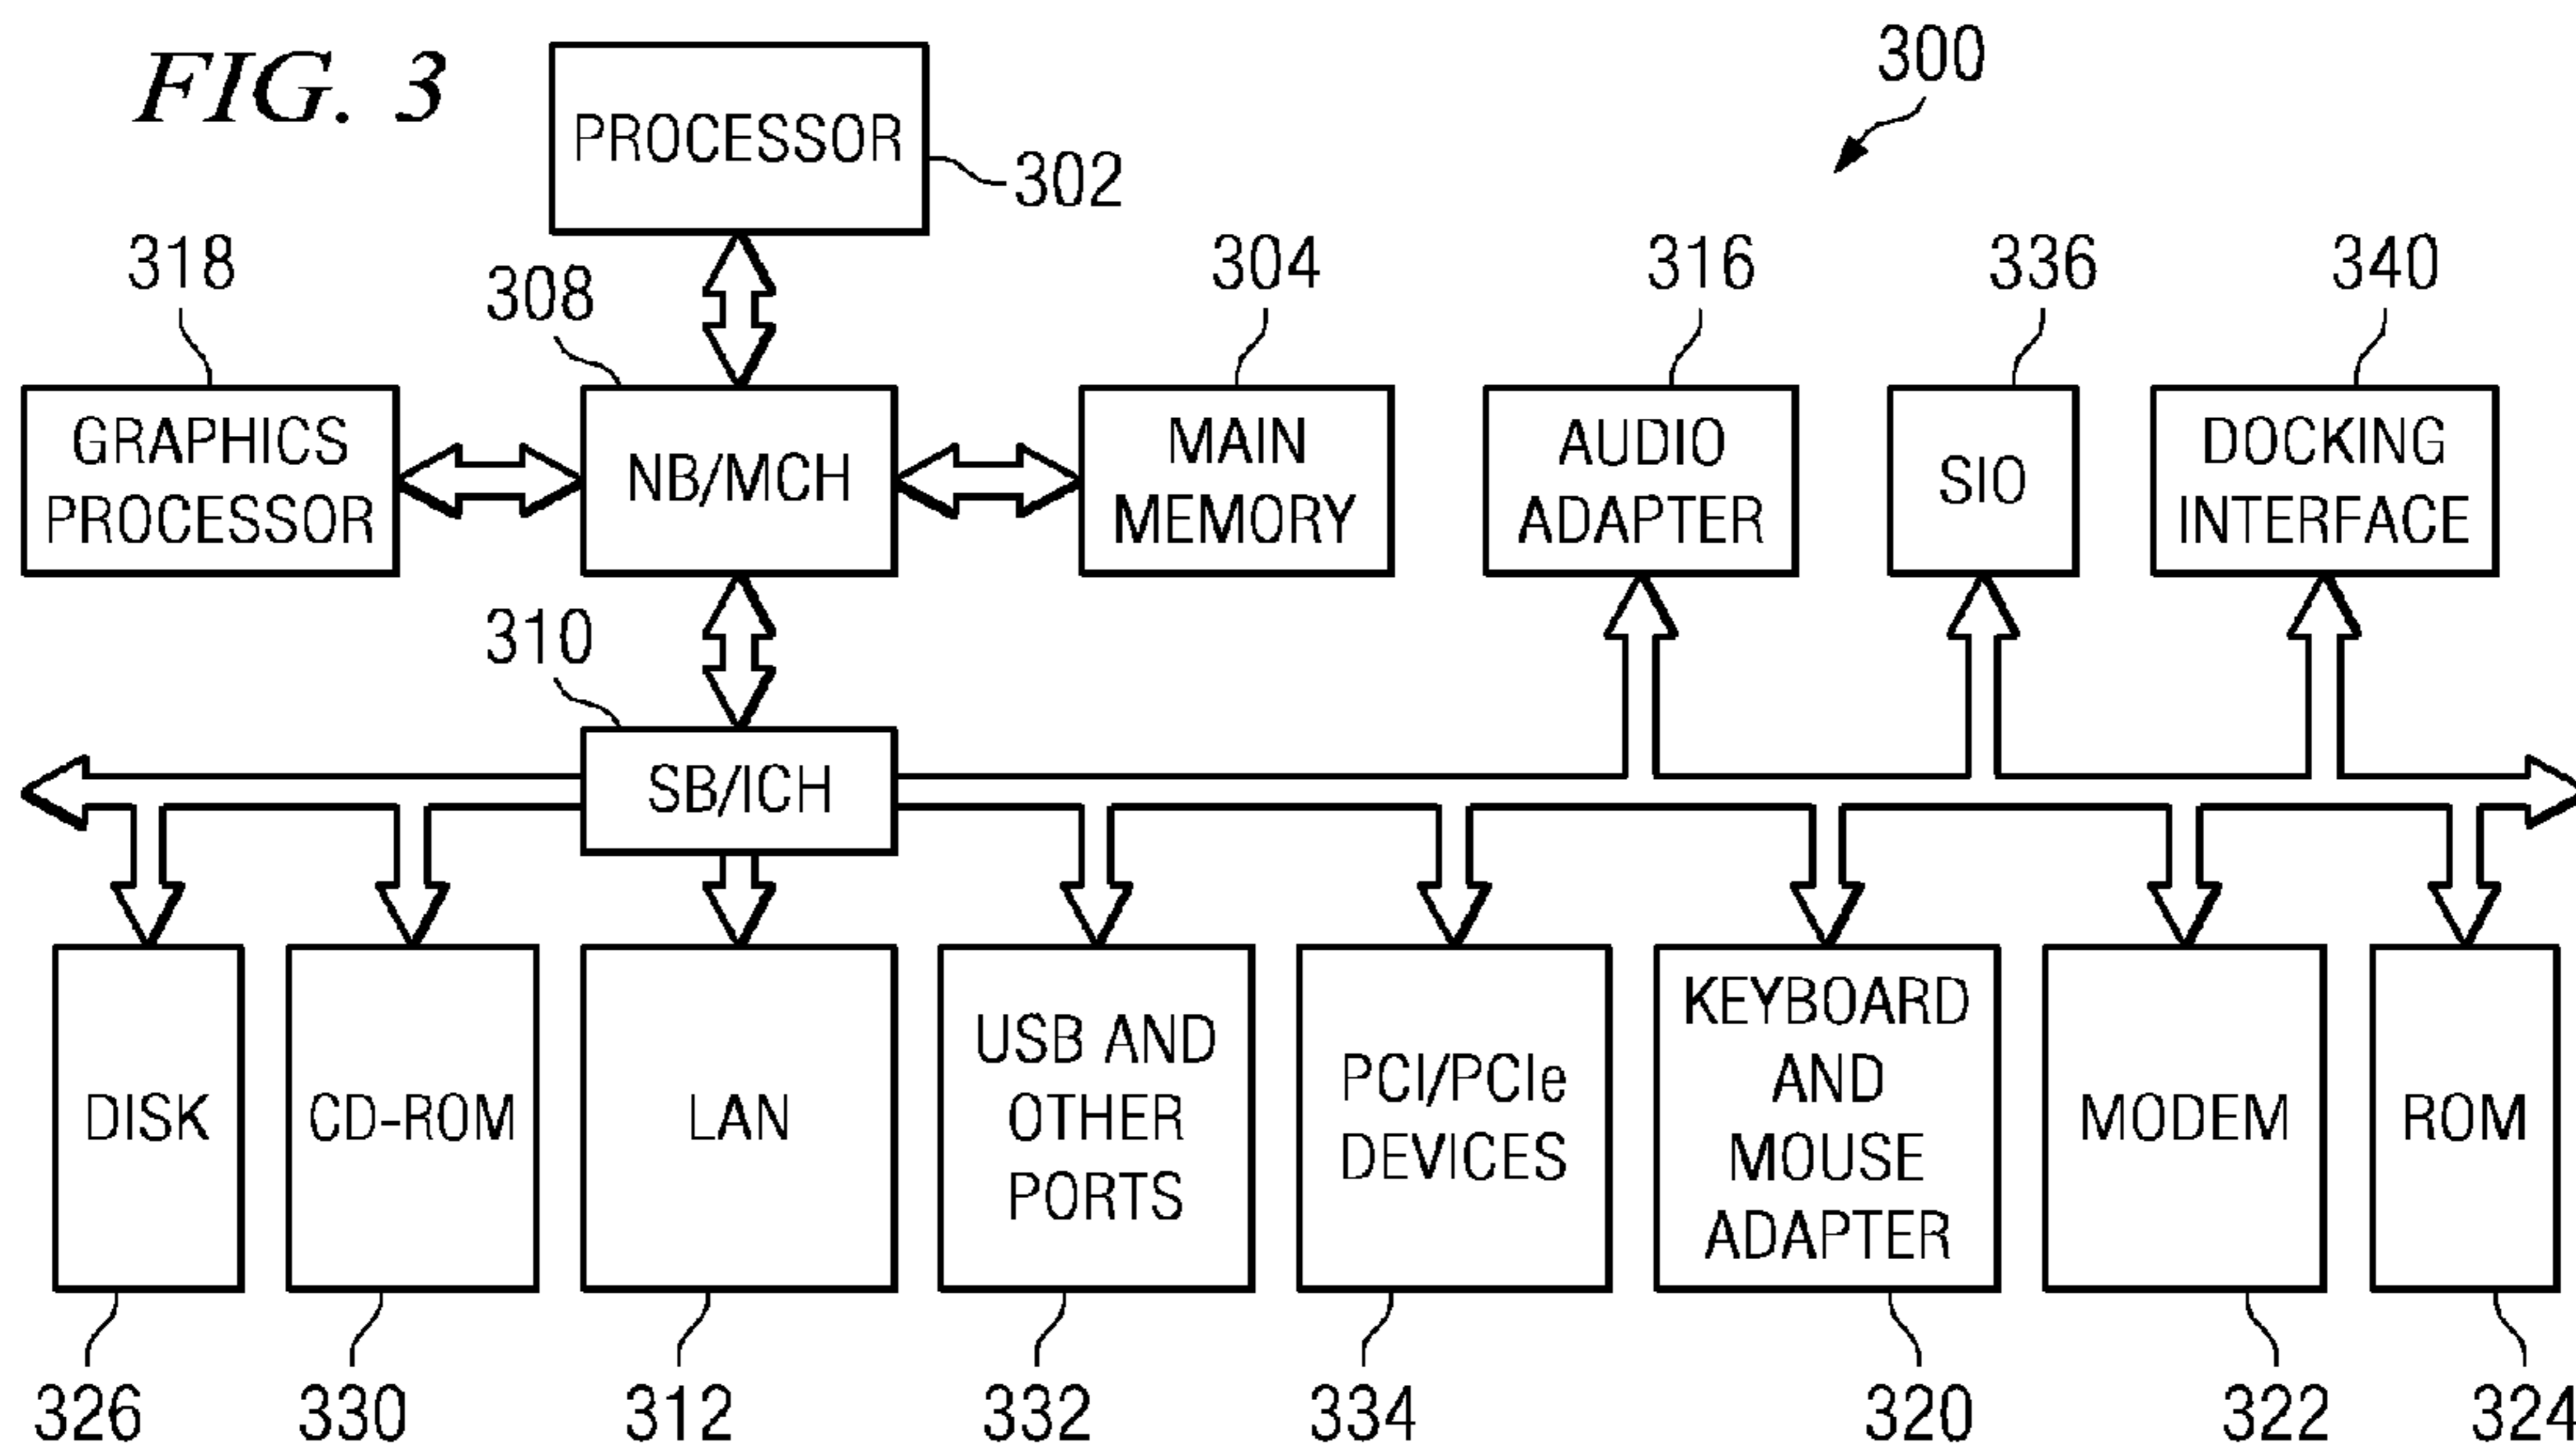 FIG. 3
300
PROCESSOR
302
318
308
304
316
336
340
GRAPHICS
PROCESSOR
NB/MCH
MAIN
MEMORY
AUDIO
ADAPTER
SIO
DOCKING
INTERFACE
310
SB/ICH
DISK
CD-ROM
LAN
USB AND
OTHER
PORTS
PCI/PCIe
DEVICES
KEYBOARD
AND
MOUSE
ADAPTER
MODEM
ROM
326
330
312
332
334
320
322
324